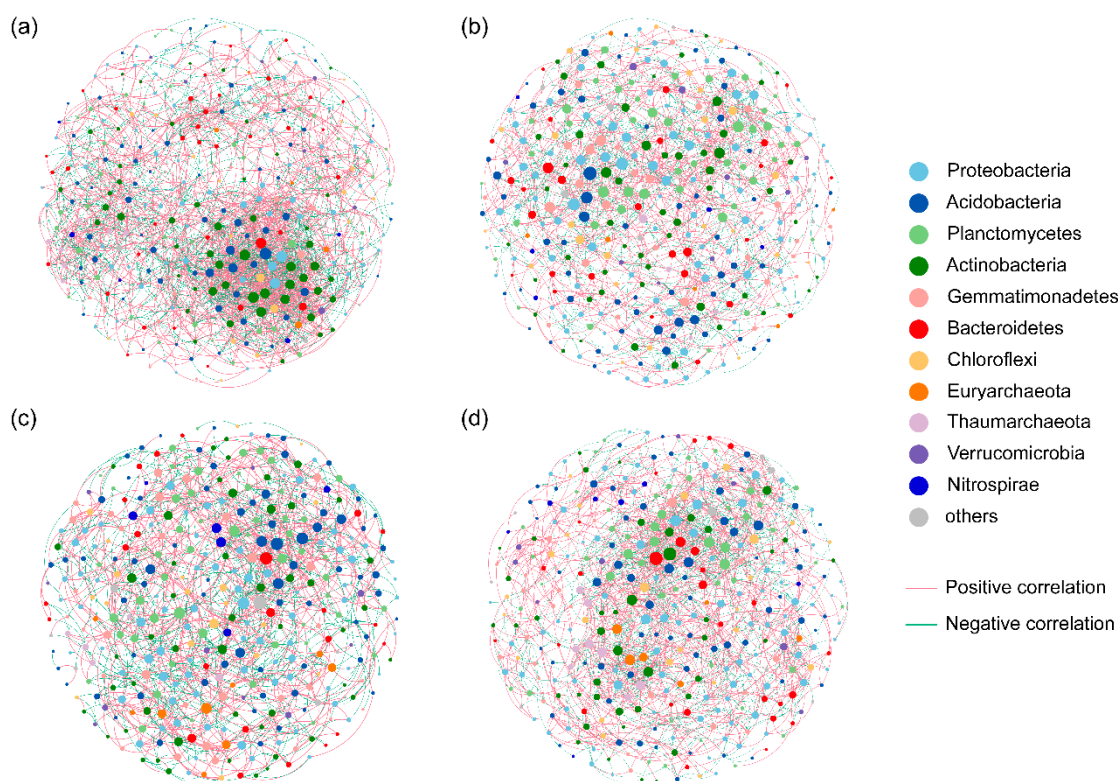 (a)
(b)
(c)
(d)
Proteobacteria
Acidobacteria
Planctomycetes
Actinobacteria
Gemmatimonadetes
Bacteroidetes
Chloroflexi
Euryarchaeota
Thaumarchaeota
Verrucomicrobia
Nitrospirae
others
Positive correlation
Negative correlation